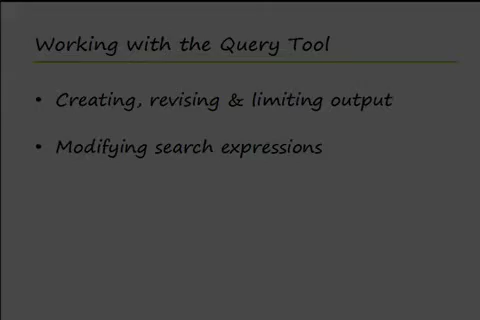 Working with the Query Tool
• Creating, revising & limiting output
• Modifying search expressions